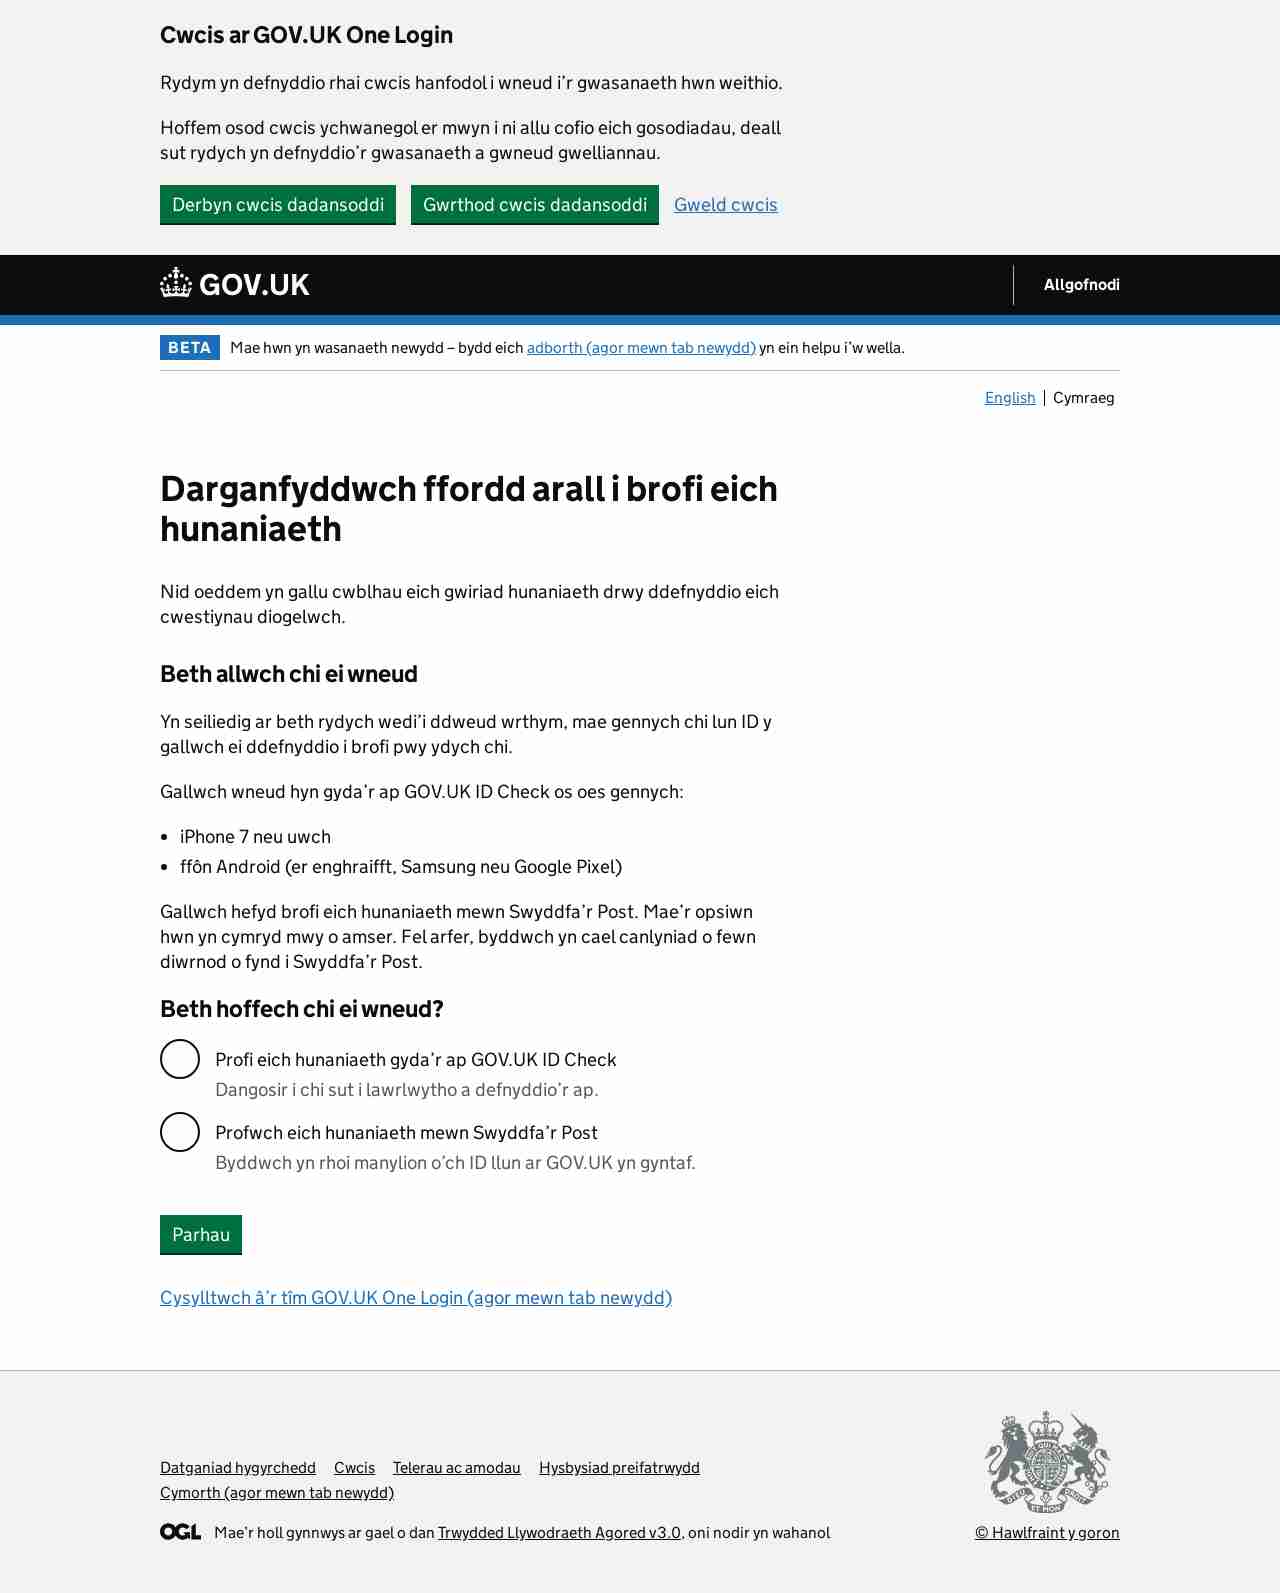 Cwcis ar GOV.UK One Login
Rydym yn defnyddio rhai cwcis hanfodol i wneud i’r gwasanaeth hwn weithio.
Hoffem osod cwcis ychwanegol er mwyn i ni allu cofio eich gosodiadau, deall
sut rydych yn defnyddio’r gwasanaeth a gwneud gwelliannau.
Derbyn cwcis dadansoddi Gwrthod cwcis dadansoddi Gweld cwcis
GOV.UK Allgofnodi
BETA Mae hwn yn wasanaeth newydd – bydd eich adborth (agor mewn tab newydd) yn ein helpu i’w wella.
English Cymraeg
Darganfyddwch ffordd arall i brofi eich
hunaniaeth
Nid oeddem yn gallu cwblhau eich gwiriad hunaniaeth drwy ddefnyddio eich
cwestiynau diogelwch.
Beth allwch chi ei wneud
Yn seiliedig ar beth rydych wedi’i ddweud wrthym, mae gennych chi lun ID y
gallwch ei ddefnyddio i brofi pwy ydych chi.
Gallwch wneud hyn gyda’r ap GOV.UK ID Check os oes gennych:
• iPhone 7 neu uwch
• ffôn Android (er enghraifft, Samsung neu Google Pixel)
Gallwch hefyd brofi eich hunaniaeth mewn Swyddfa’r Post. Mae’r opsiwn
hwn yn cymryd mwy o amser. Fel arfer, byddwch yn cael canlyniad o fewn
diwrnod o fynd i Swyddfa’r Post.
Beth hoffech chi ei wneud?
Profi eich hunaniaeth gyda’r ap GOV.UK ID Check
Dangosir i chi sut i lawrlwytho a defnyddio’r ap.
Profwch eich hunaniaeth mewn Swyddfa’r Post
Byddwch yn rhoi manylion o’ch ID llun ar GOV.UK yn gyntaf.
Parhau
Cysylltwch â’r tîm GOV.UK One Login (agor mewn tab newydd)
Datganiad hygyrchedd Cwcis Telerau ac amodau Hysbysiad preifatrwydd
Cymorth (agor mewn tab newydd)
OGL Mae’r holl gynnwys ar gael o dan Trwydded Llywodraeth Agored v3.0, oni nodir yn wahanol
© Hawlfraint y goron